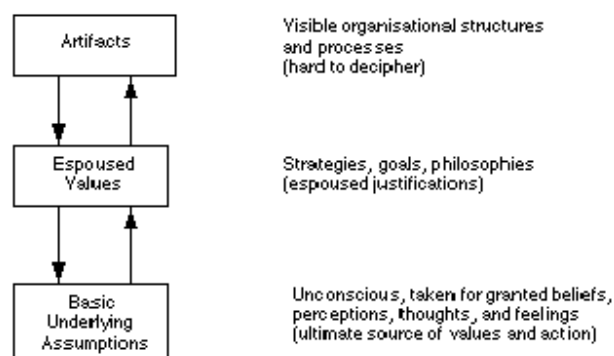 Artifacts
Visible organisational structures
and processes
(hard to decipher)
Espoused
Values
Strategies, goals, philosophies
(espoused justifications)
Basic
Underlying
Assumptions
Unconscious, taken for granted beliefs,
perceptions, thoughts, and feelings
(ultimate source of values and action)